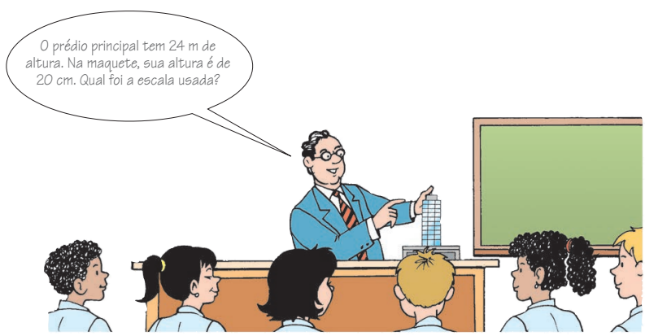 O prédio principal tem 24 m de
altura. Na maquete, sua altura é de
20 cm. Qual foi a escala usada?